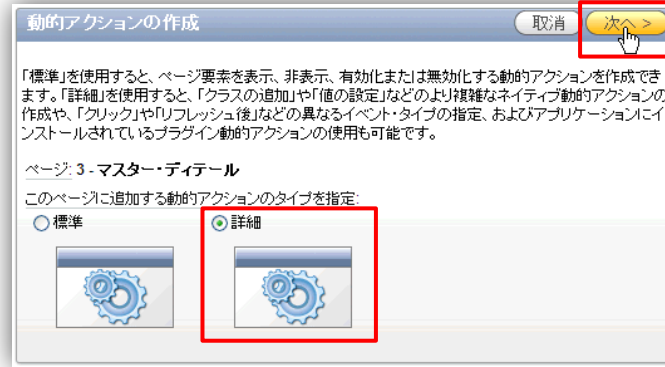 動的アクションの作成
取消
次へ >
「標準」を使用すると、ページ要素を表示、非表示、有効化または無効化する動的アクションを作成でき
ます。「詳細」を使用すると、「クラスの追加」や「値の設定」などのより複雑なネイティブ動的アクションの
作成や、「クリック」や「リフレッシュ後」などの異なるイベント・タイプの指定、およびアプリケーションにイ
ンストールされているプラグイン動的アクションの使用も可能です。
ページ: 3 - マスター・ディテール
このページに追加する動的アクションのタイプを指定:
標準 詳細